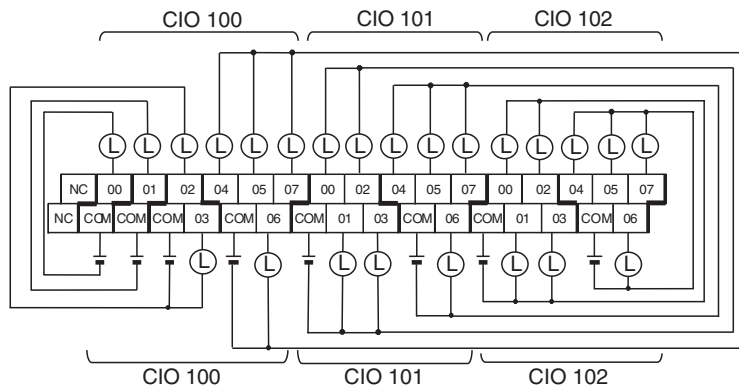 CIO 100 CIO 101 CIO 102
L L L L L L L L L L L L L L L
NC 00 01 02 04 05 07 00 02 04 05 07 00 02 04 05 07
NC COM COM COM 03 COM 06 COM 01 03 COM 06 COM 01 03 COM 06
L L L L L L L L
CIO 100 CIO 101 CIO 102